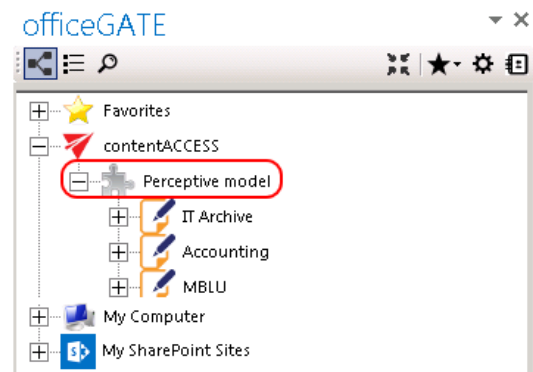 officeGATE
Favorites
contentACCESS
Perceptive model
IT Archive
Accounting
MBLU
My Computer
My SharePoint Sites